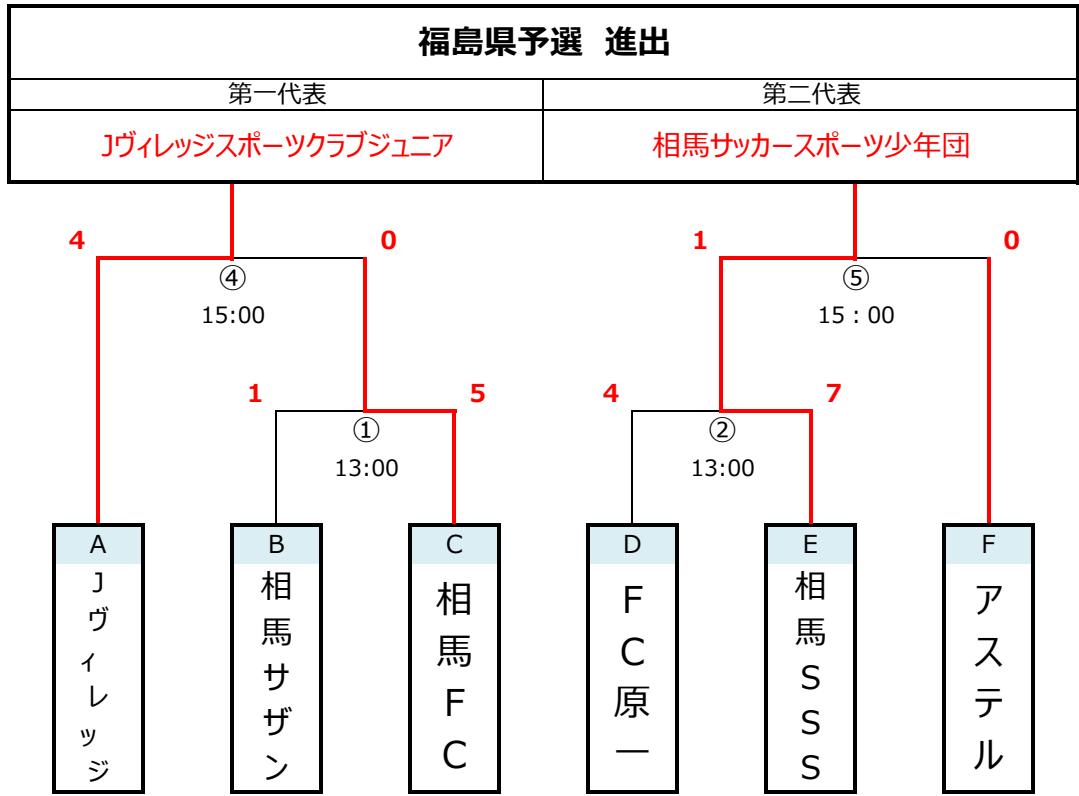 福島県予選 進出
第一代表 第二代表
Jヴィレッジスポーツクラブジュニア 相馬サッカースポーツ少年団
4 0 1 0
④ ⑤
15:00 15：00
1 5 4 7
① ②
13:00 13:00
A B C D E F
Jヴィレッジ
相馬サザン
相馬FC
FC原一
相馬SSS
アステル